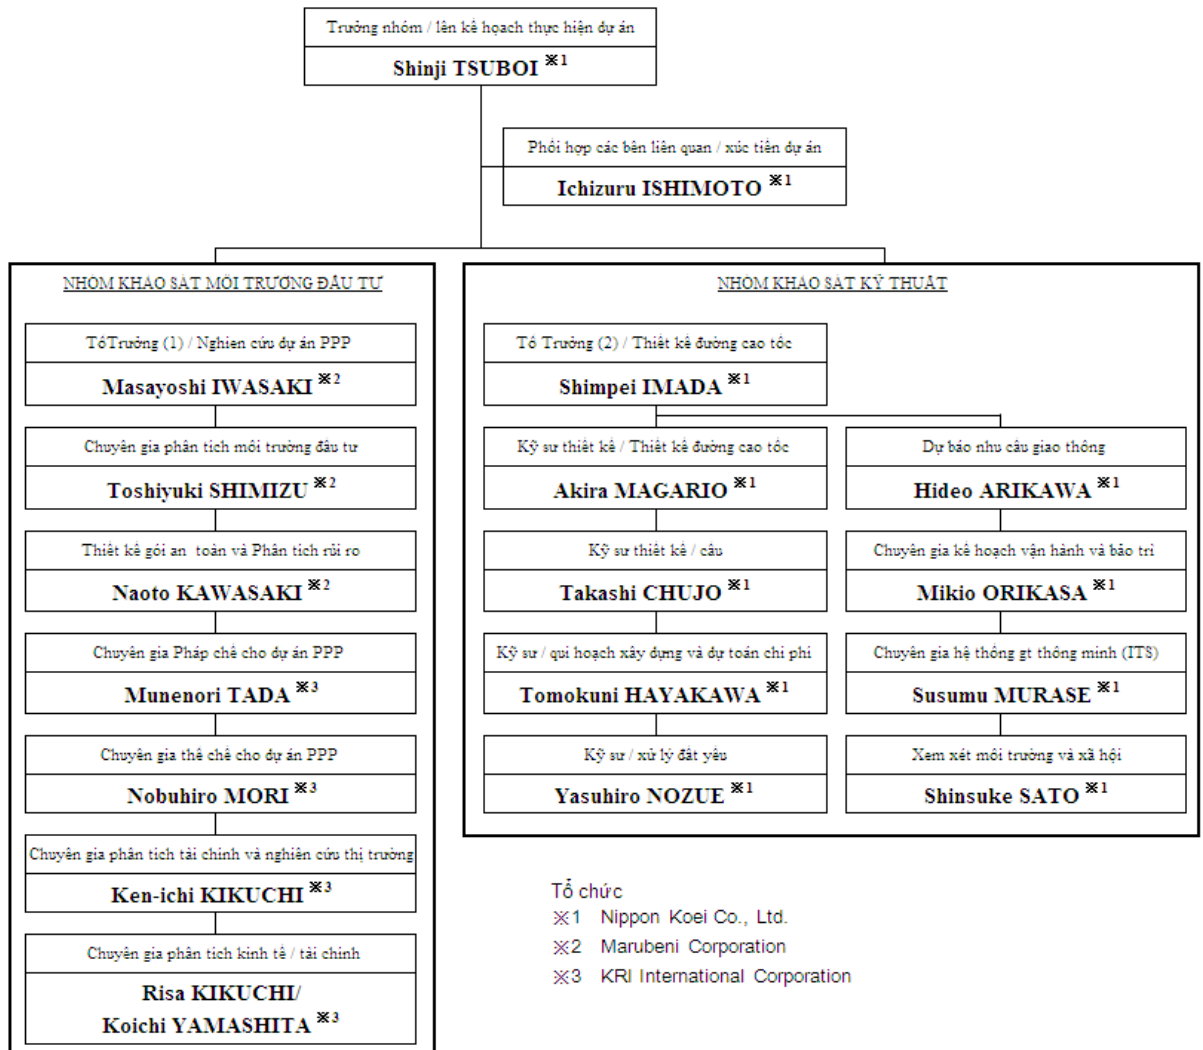 Trưởng nhóm / lên kế hoạch thực hiện dự án
Shinji TSUBOI ※1
Phối hợp các bên liên quan / xúc tiến dự án
Ichizuru ISHIMOTO ※1
NHÓM KHẢO SÁT MÔI TRƯỜNG ĐẦU TƯ
TổTrưởng (1) / Nghien cứu dự án PPP
Masayoshi IWASAKI ※2
Chuyên gia phân tích môi trường đầu tư
Toshiyuki SHIMIZU ※2
Thiết kế gói an toàn và Phân tích rủi ro
Naoto KAWASAKI ※2
Chuyên gia Pháp chế cho dự án PPP
Munenori TADA ※3
Chuyên gia thể chế cho dự án PPP
Nobuhiro MORI ※3
Chuyên gia phân tích tài chính và nghiên cứu thị trường
Ken-ichi KIKUCHI ※3
Chuyên gia phân tích kinh tế / tài chính
Risa KIKUCHI/
Koichi YAMASHITA ※3
NHÓM KHẢO SÁT KỸ THUẬT
Tổ Trưởng (2) / Thiết kế đường cao tốc
Shimpei IMADA ※1
Kỹ sư thiết kế / Thiết kế đường cao tốc
Akira MAGARIO ※1
Kỹ sư thiết kế / cầu
Takashi CHUJO ※1
Kỹ sư / qui hoạch xây dựng và dự toán chi phí
Tomokuni HAYAKAWA ※1
Kỹ sư / xử lý đất yếu
Yasuhiro NOZUE ※1
Dự báo nhu cầu giao thông
Hideo ARIKAWA ※1
Chuyên gia kế hoạch vận hành và bảo trì
Mikio ORIKASA ※1
Chuyên gia hệ thống gt thông minh (ITS)
Susumu MURASE ※1
Xem xét môi trường và xã hội
Shinsuke SATO ※1
Tổ chức
※1 Nippon Koei Co., Ltd.
※2 Marubeni Corporation
※3 KRI International Corporation